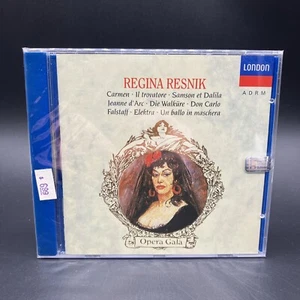 LONDON
ADRM
REGINA RESNIK
Carmen · Il trovatore · Samson et Dalila
Jeanne d'Arc · Die Walküre · Don Carlo
Falstaff · Elektra · Un ballo in maschera
Opera Gala